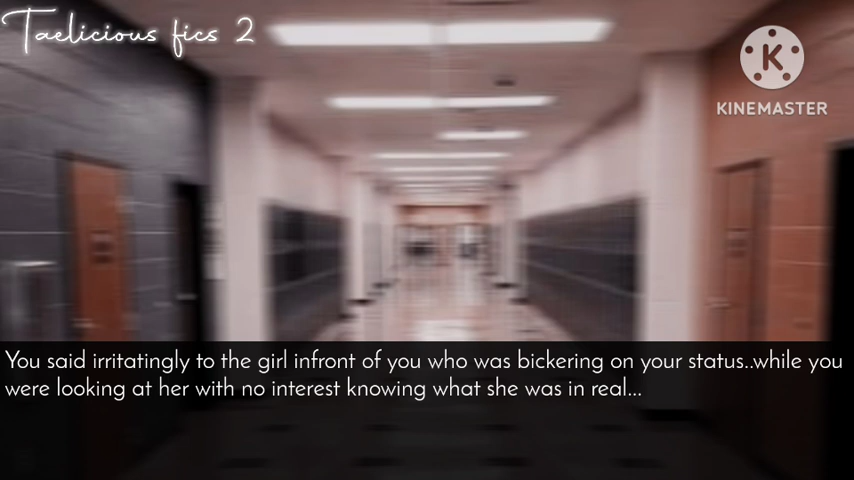 Taelicious fics 2
KINEMASTER
You said irritatingly to the girl infront of you who was bickering on your status..while you
were looking at her with no interest knowing what she was in real...